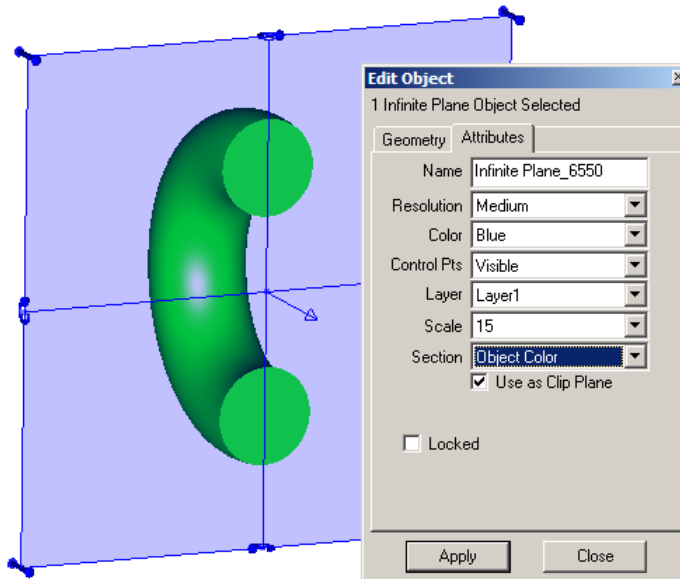 Edit Object
1 Infinite Plane Object Selected
Geometry Attributes
Name Infinite Plane_6550
Resolution Medium
Color Blue
Control Pts Visible
Layer Layer1
Scale 15
Section Object Color
Use as Clip Plane
Locked
Apply Close